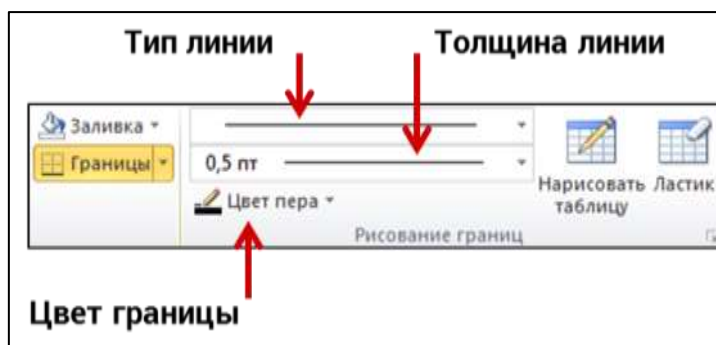 Тип линии Толщина линии
Заливка
Границы
0,5 пт
Цвет пера
Нарисовать таблицу
Ластик
Рисование границ
Цвет границы